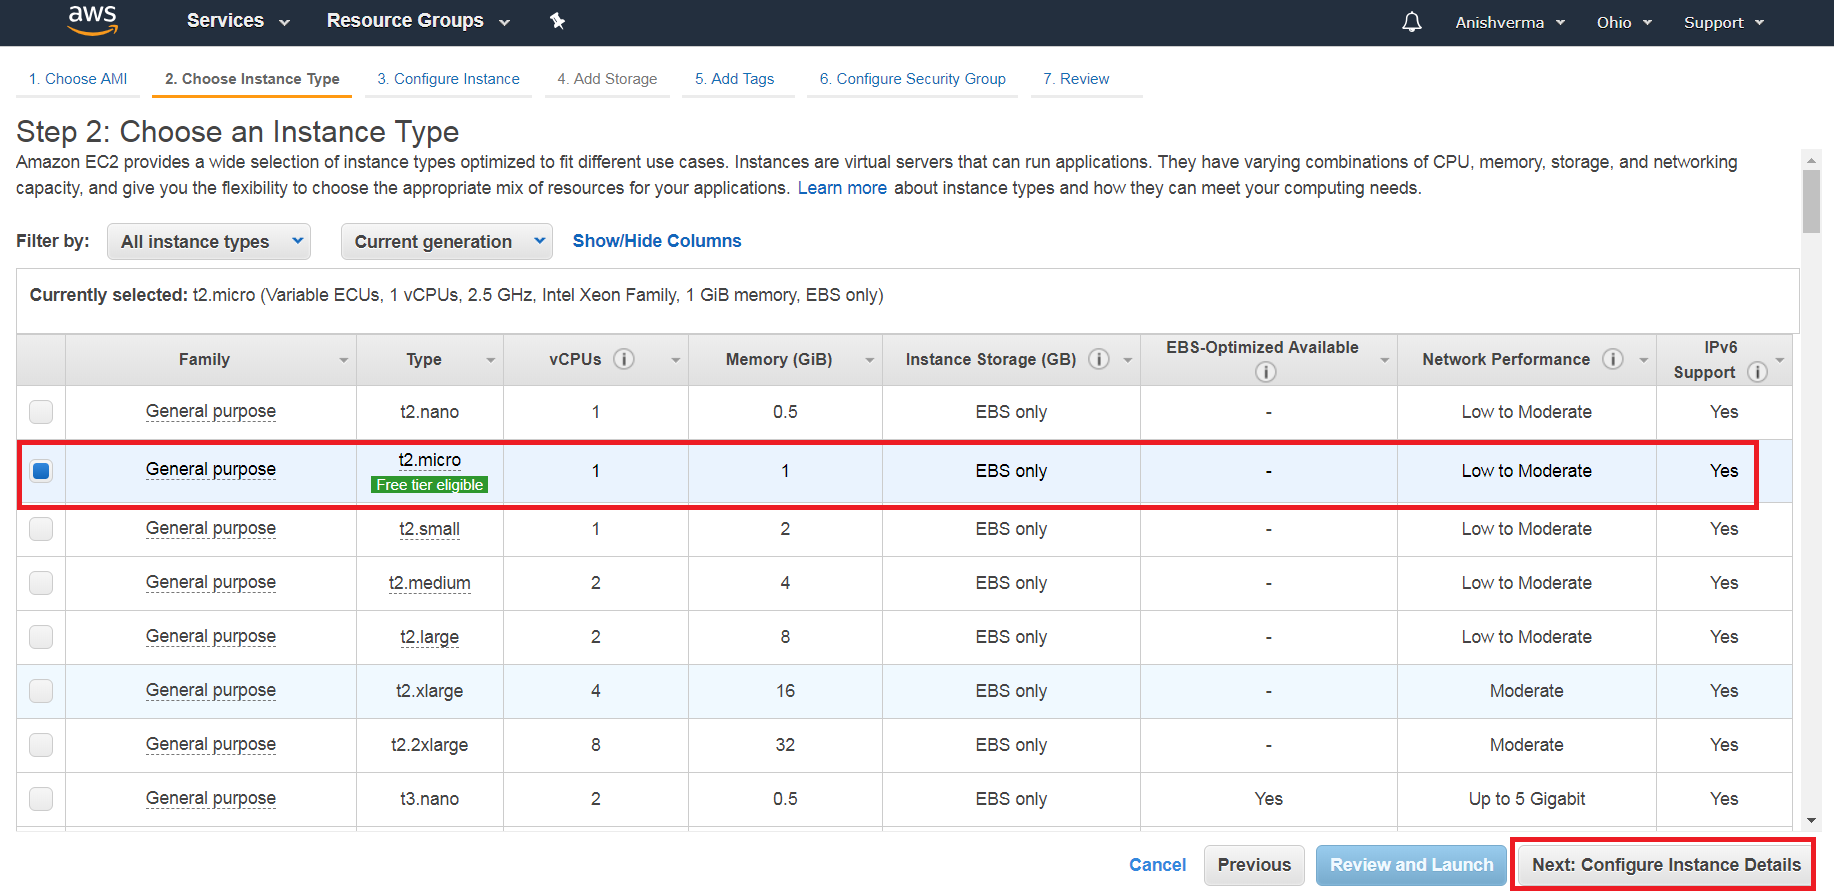 aws Services Resource Groups Anishverma Ohio Support
1. Choose AMI 2. Choose Instance Type 3. Configure Instance 4. Add Storage 5. Add Tags 6. Configure Security Group 7. Review
Step 2: Choose an Instance Type
Amazon EC2 provides a wide selection of instance types optimized to fit different use cases. Instances are virtual servers that can run applications. They have varying combinations of CPU, memory, storage, and networking
capacity, and give you the flexibility to choose the appropriate mix of resources for your applications. Learn more about instance types and how they can meet your computing needs.
Filter by: All instance types Current generation Show/Hide Columns
Currently selected: t2.micro (Variable ECUs, 1 vCPUs, 2.5 GHz, Intel Xeon Family, 1 GiB memory, EBS only)
Family Type vCPUs i Memory (GiB) Instance Storage (GB) i EBS-Optimized Available i Network Performance i IPv6 Support i
General purpose t2.nano 1 0.5 EBS only - Low to Moderate Yes
General purpose t2.micro Free tier eligible 1 1 EBS only - Low to Moderate Yes
General purpose t2.small 1 2 EBS only - Low to Moderate Yes
General purpose t2.medium 2 4 EBS only - Low to Moderate Yes
General purpose t2.large 2 8 EBS only - Low to Moderate Yes
General purpose t2.xlarge 4 16 EBS only - Moderate Yes
General purpose t2.2xlarge 8 32 EBS only - Moderate Yes
General purpose t3.nano 2 0.5 EBS only Yes Up to 5 Gigabit Yes
Cancel Previous Review and Launch Next: Configure Instance Details